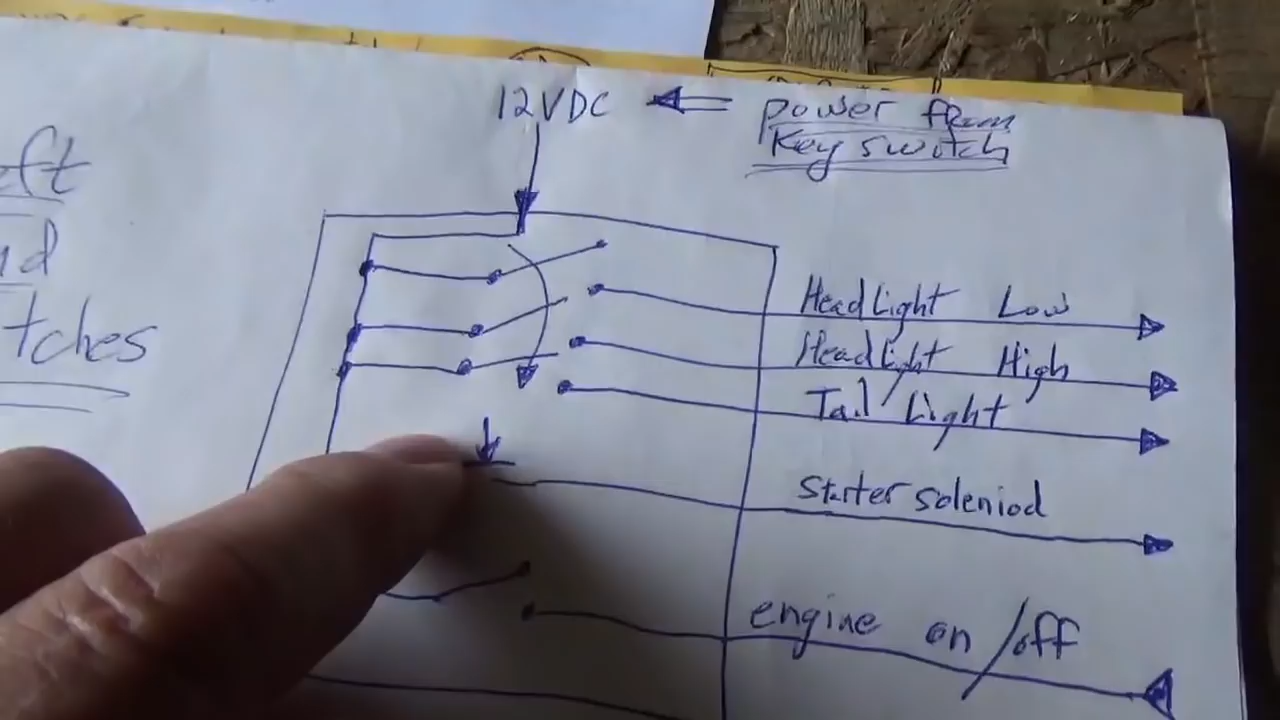 12VDC
power from
Key switch
eft
nd
tches
Headlight Low
Headlight High
Tail Light
Starter soleniod
engine on/off